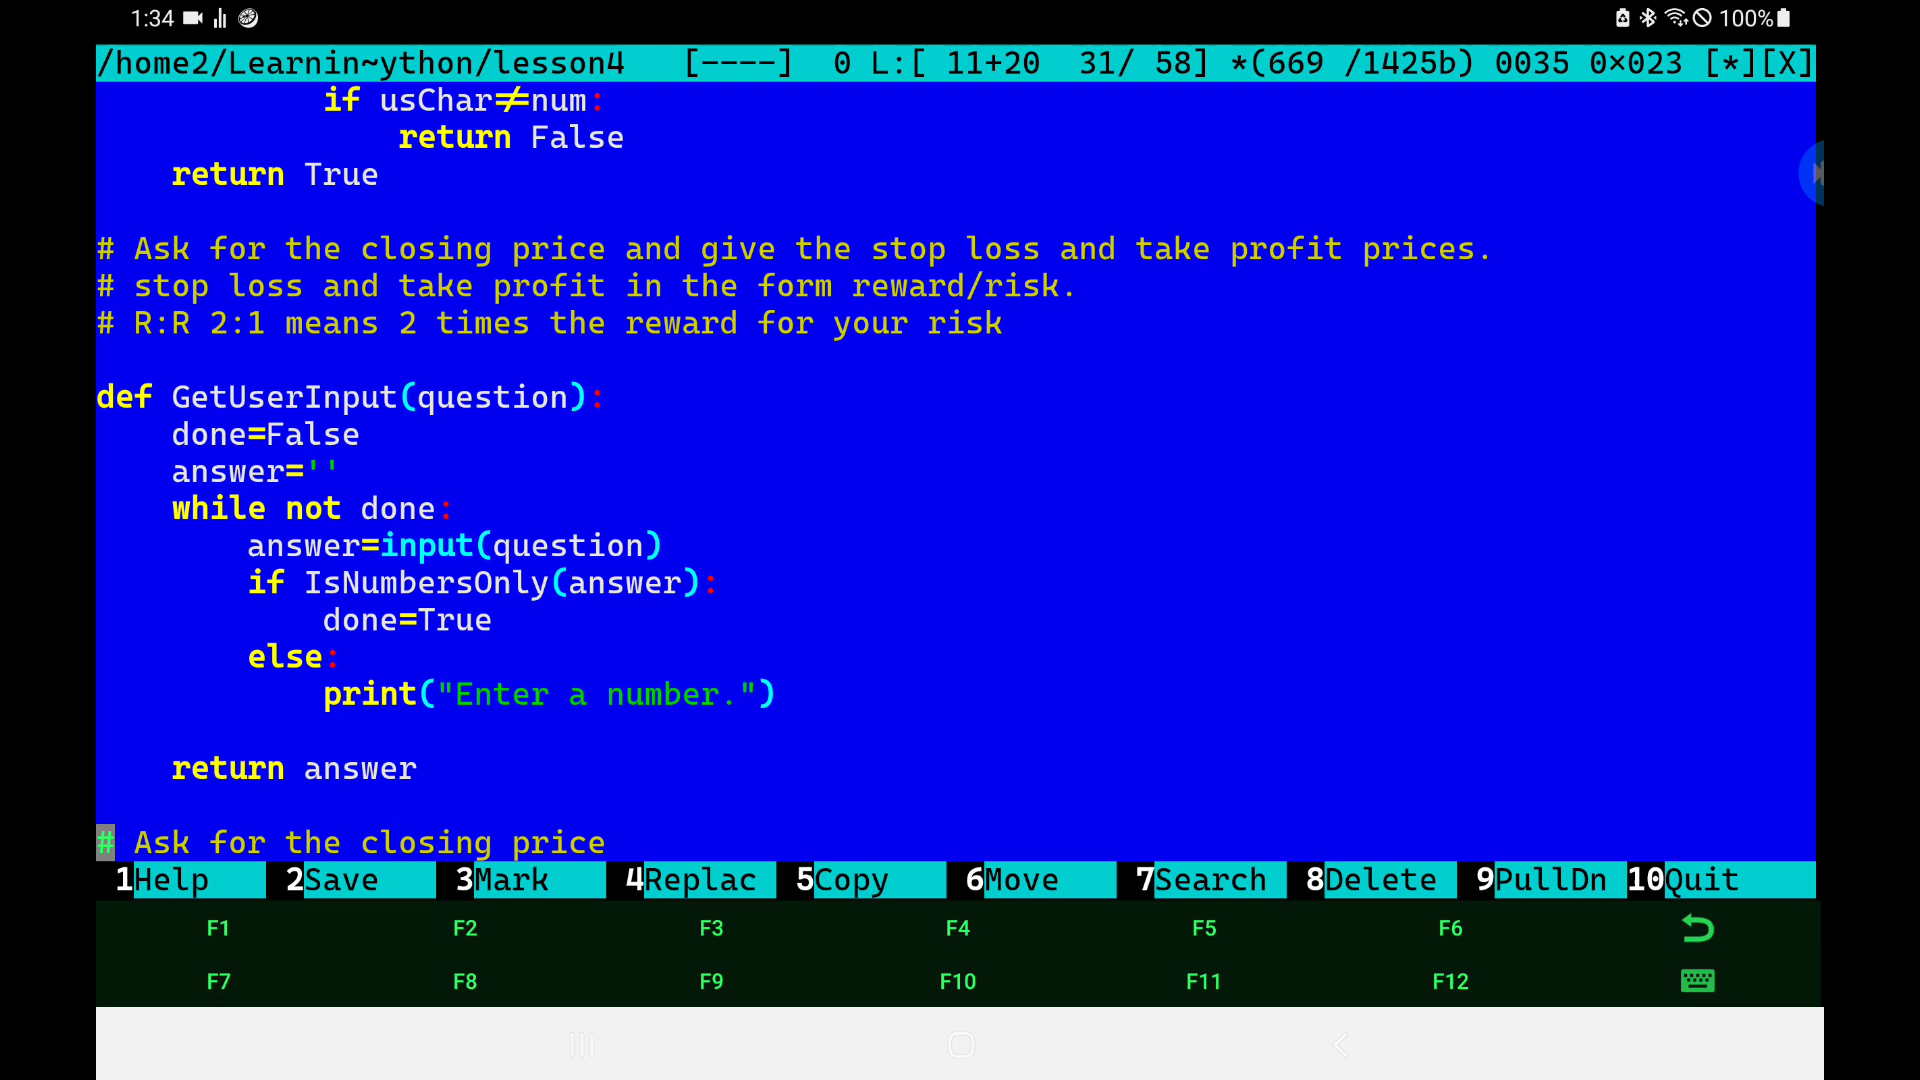 1:34 100%
/home2/Learnin~ython/lesson4 [----] 0 L:[ 11+20 31/ 58] *(669 /1425b) 0035 0×023 [*][X]
if usChar≠num:
return False
return True
# Ask for the closing price and give the stop loss and take profit prices.
# stop loss and take profit in the form reward/risk.
# R:R 2:1 means 2 times the reward for your risk
def GetUserInput(question):
done=False
answer=''
while not done:
answer=input(question)
if IsNumbersOnly(answer):
done=True
else:
print("Enter a number.")
return answer
# Ask for the closing price
1Help 2Save 3Mark 4Replac 5Copy 6Move 7Search 8Delete 9PullDn 10Quit
F1 F2 F3 F4 F5 F6
F7 F8 F9 F10 F11 F12